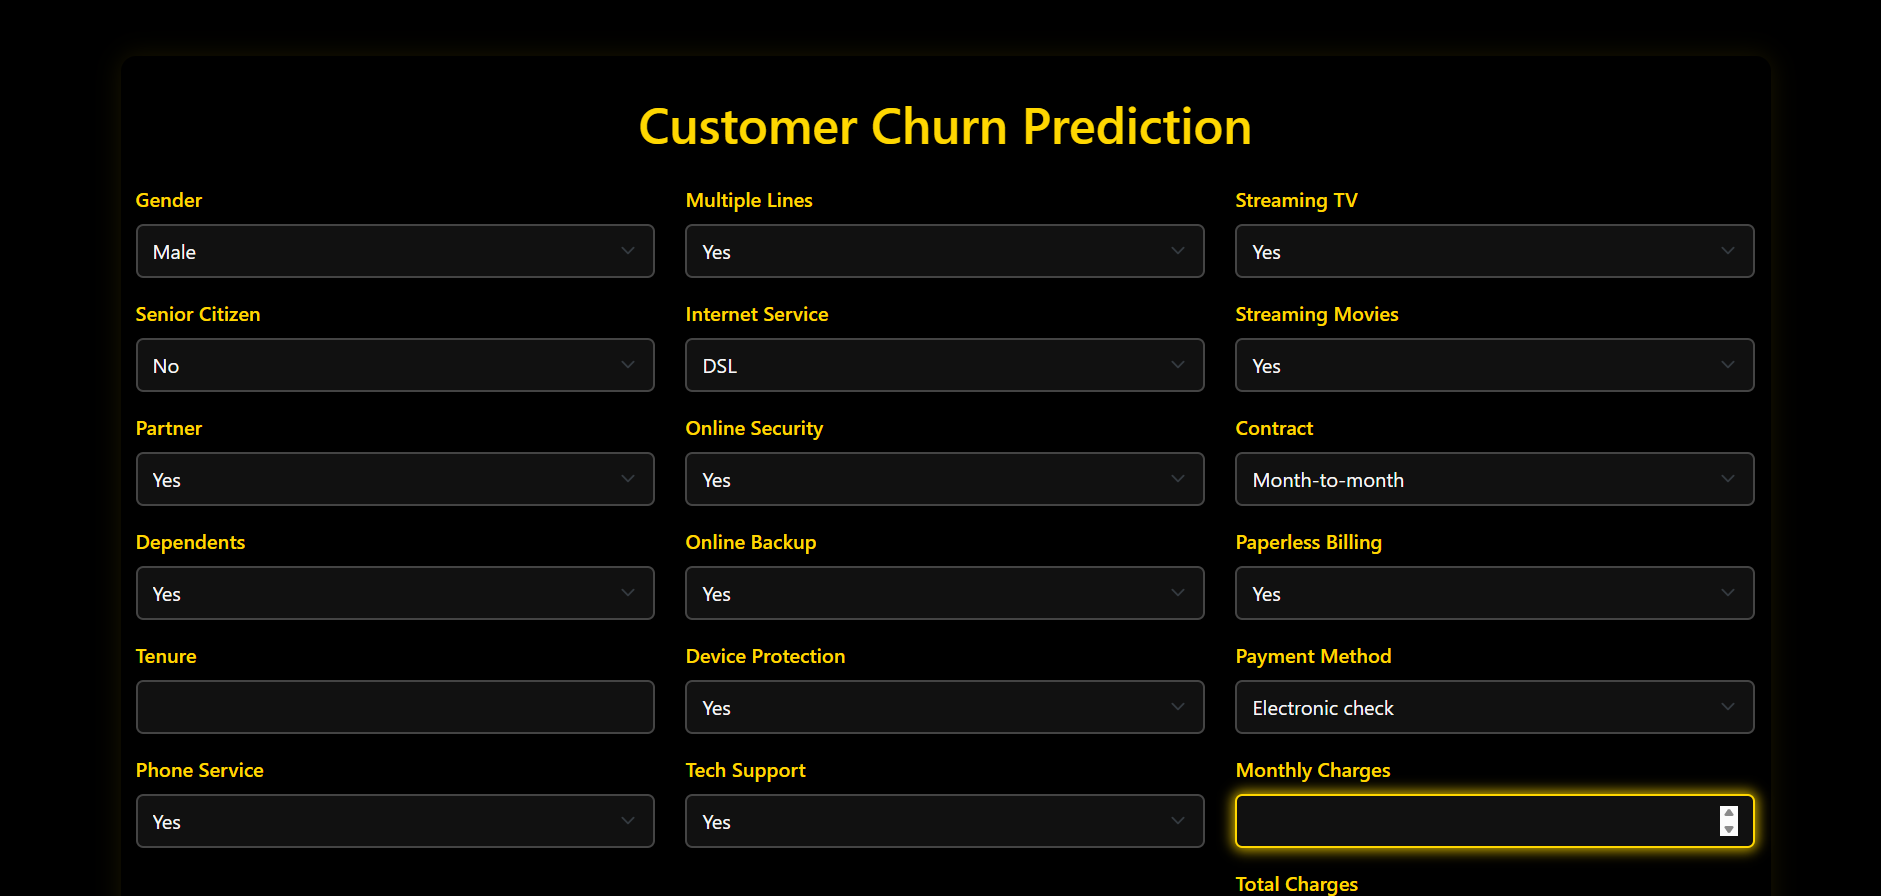 Customer Churn Prediction
Gender
Male
Senior Citizen
No
Partner
Yes
Dependents
Yes
Tenure
Phone Service
Yes
Multiple Lines
Yes
Internet Service
DSL
Online Security
Yes
Online Backup
Yes
Device Protection
Yes
Tech Support
Yes
Streaming TV
Yes
Streaming Movies
Yes
Contract
Month-to-month
Paperless Billing
Yes
Payment Method
Electronic check
Monthly Charges
Total Charges